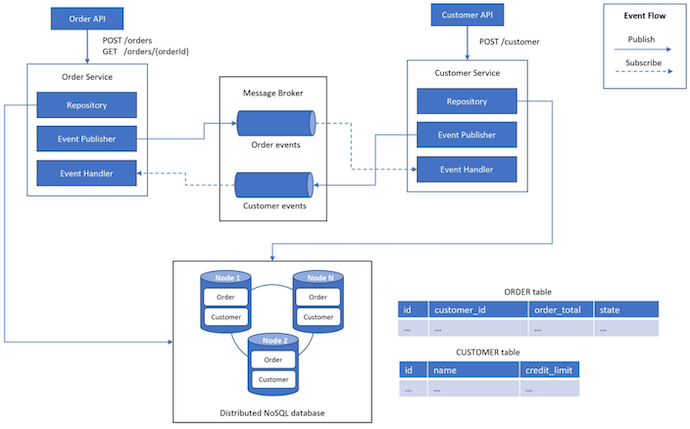 Order API
Customer API
Event Flow
Publish
Subscribe
POST /orders
GET /orders/{orderId}
POST /customer
Order Service
Repository
Event Publisher
Event Handler
Message Broker
Order events
Customer events
Customer Service
Repository
Event Publisher
Event Handler
Node 1
Order
Customer
Node N
Order
Customer
Node 2
Order
Customer
Distributed NoSQL database
ORDER table
id customer_id order_total state
... ... ... ...
CUSTOMER table
id name credit_limit
... ... ...